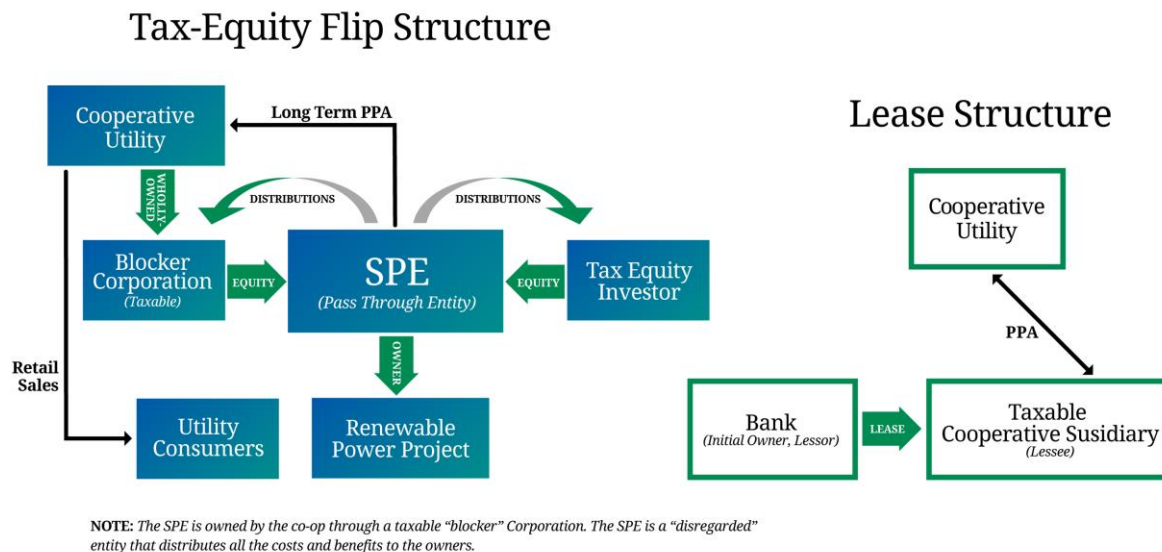 Tax-Equity Flip Structure
Cooperative
Utility
Long Term PPA
WHOLLY-
OWNED
DISTRIBUTIONS
DISTRIBUTIONS
Blocker
Corporation
(Taxable)
EQUITY
SPE
(Pass Through Entity)
EQUITY
Tax Equity
Investor
OWNER
Retail
Sales
Utility
Consumers
Renewable
Power Project
Lease Structure
Cooperative
Utility
PPA
Bank
(Initial Owner, Lessor)
LEASE
Taxable
Cooperative Susidiary
(Lessee)
NOTE: The SPE is owned by the co-op through a taxable “blocker” Corporation. The SPE is a “disregarded”
entity that distributes all the costs and benefits to the owners.